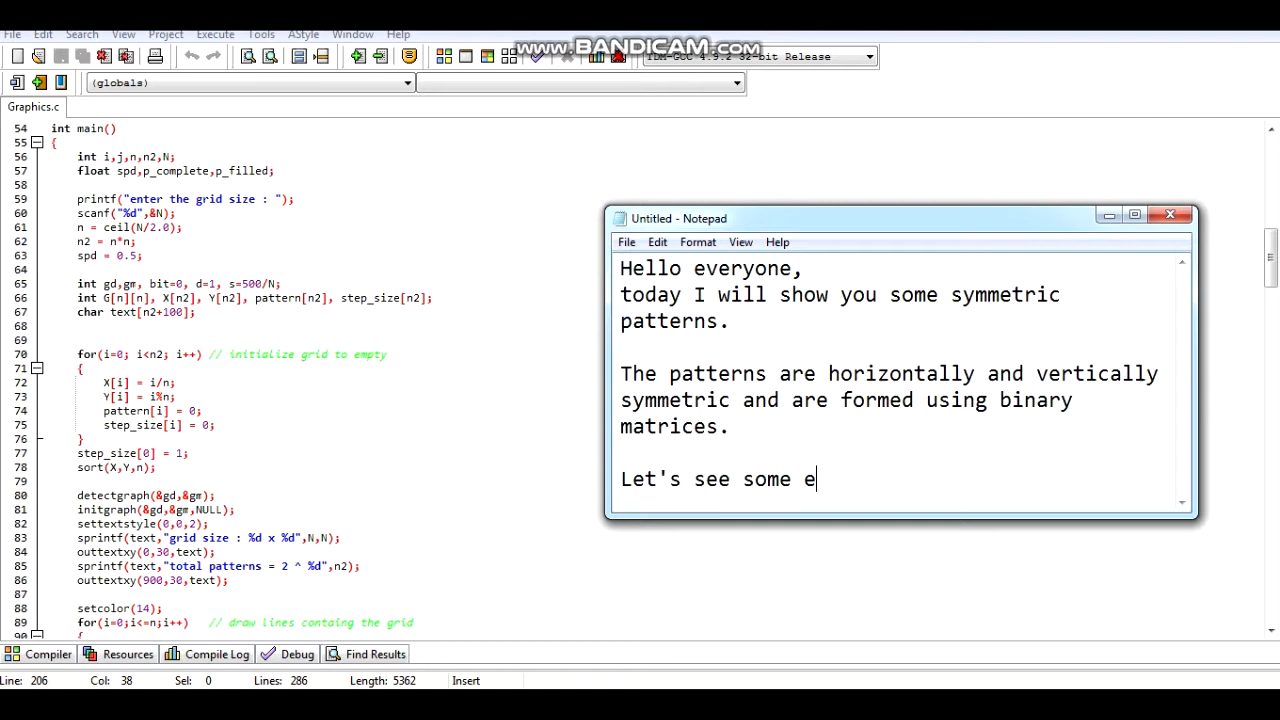 www.BANDICAM.com
File Edit Search View Project Execute Tools AStyle Window Help
TDM-GCC 4.9.2 32-bit Release
(globals)
Graphics.c
54 int main()
55 {
56 int i,j,n,n2,N;
57 float spd,p_complete,p_filled;
58
59 printf("enter the grid size : ");
60 scanf("%d",&N);
61 n = ceil(N/2.0);
62 n2 = n*n;
63 spd = 0.5;
64
65 int gd,gm, bit=0, d=1, s=500/N;
66 int G[n][n], X[n2], Y[n2], pattern[n2], step_size[n2];
67 char text[n2+100];
68
69
70 for(i=0; i<n2; i++) // initialize grid to empty
71 {
72 X[i] = i/n;
73 Y[i] = i%n;
74 pattern[i] = 0;
75 step_size[i] = 0;
76 }
77 step_size[0] = 1;
78 sort(X,Y,n);
79
80 detectgraph(&gd,&gm);
81 initgraph(&gd,&gm,NULL);
82 settextstyle(0,0,2);
83 sprintf(text,"grid size : %d x %d",N,N);
84 outtextxy(0,30,text);
85 sprintf(text,"total patterns = 2 ^ %d",n2);
86 outtextxy(900,30,text);
87
88 setcolor(14);
89 for(i=0;i<=n;i++) // draw lines containg the grid
90 {
Untitled - Notepad
File Edit Format View Help
Hello everyone,
today I will show you some symmetric
patterns.
The patterns are horizontally and vertically
symmetric and are formed using binary
matrices.
Let's see some e
Compiler Resources Compile Log Debug Find Results
Line: 206 Col: 38 Sel: 0 Lines: 286 Length: 5362 Insert